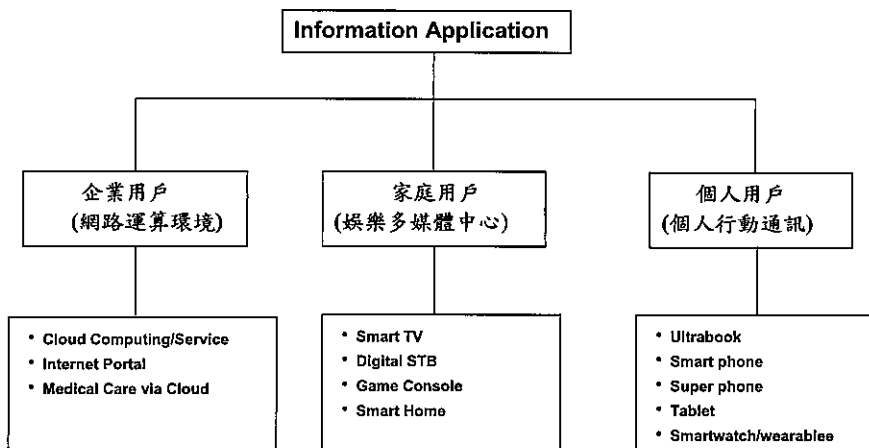 Information Application
企業用戶
(網路運算環境)
家庭用戶
(娛樂多媒體中心)
個人用戶
(個人行動通訊)
• Cloud Computing/Service
• Internet Portal
• Medical Care via Cloud
• Smart TV
• Digital STB
• Game Console
• Smart Home
• Ultrabook
• Smart phone
• Super phone
• Tablet
• Smartwatch/wearablee